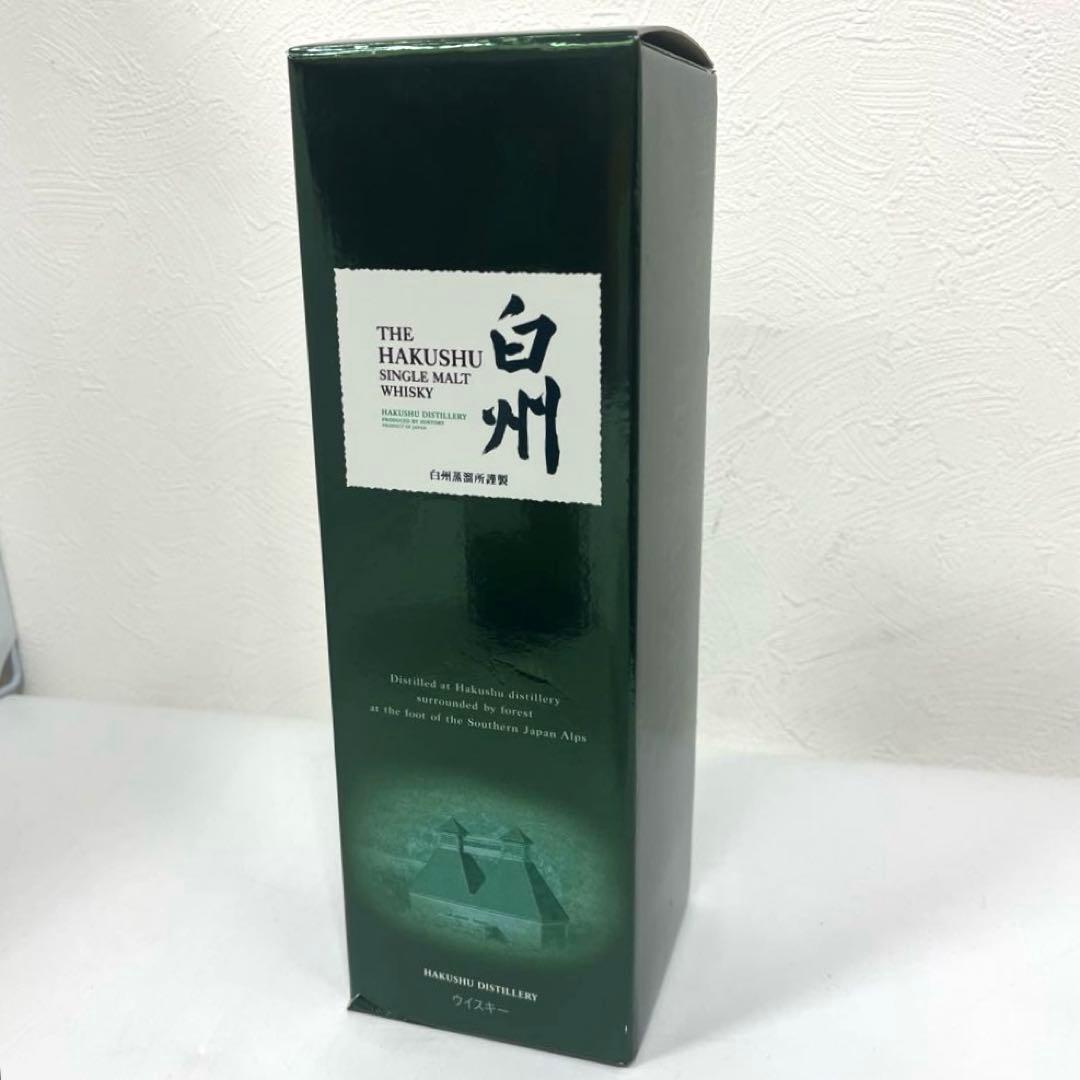 THE
HAKUSHU
SINGLE MALT
WHISKY
HAKUSHU DISTILLERY
PRODUCED BY SUNTORY
PRODUCT OF JAPAN
白州
白州蒸溜所謹製
Distilled at Hakushu distillery
surrounded by forest
at the foot of the Southern Japan Alps
HAKUSHU DISTILLERY
ウイスキー